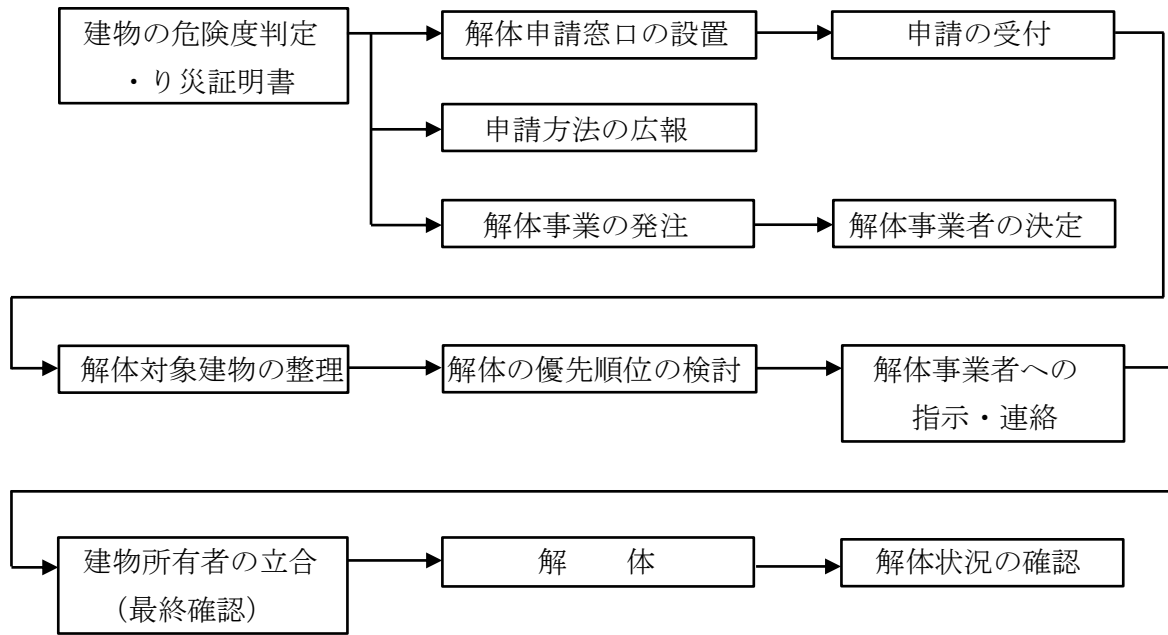 建物の危険度判定
・り災証明書
解体申請窓口の設置
申請の受付
申請方法の広報
解体事業の発注
解体事業者の決定
解体対象建物の整理
解体の優先順位の検討
解体事業者への
指示・連絡
建物所有者の立合
（最終確認）
解　　体
解体状況の確認